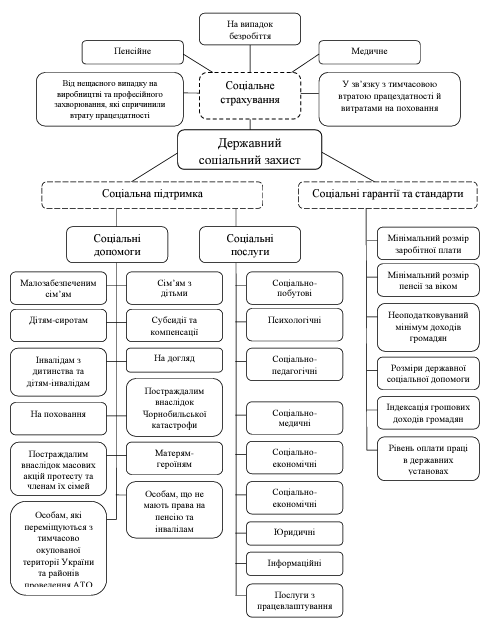 На випадок
безробіття
Пенсійне
Медичне
Від нещасного випадку на
виробництві та професійного
захворювання, які спричинили
втрату працездатності
Соціальне
страхування
У зв’язку з тимчасовою
втратою працездатності й
витратами на поховання
Державний
соціальний захист
Соціальна підтримка
Соціальні гарантії та стандарти
Соціальні
допомоги
Соціальні
послуги
Малозабезпеченим
сім’ям
Дітям-сиротам
Інвалідам з
дитинства та
дітям-інвалідам
На поховання
Постраждалим
внаслідок масових
акцій протесту та
членам їх сімей
Особам, які
переміщуються з
тимчасово
окупованої
території України
та районів
проведення АТО
Сім’ям з
дітьми
Субсидії та
компенсації
На догляд
Постраждалим
внаслідок
Чорнобильської
катастрофи
Матерям-
героїням
Особам, що не
мають права на
пенсію та
інвалідам
Соціально-
побутові
Психологічні
Соціально-
педагогічні
Соціально-
медичні
Соціально-
економічні
Соціально-
економічні
Юридичні
Інформаційні
Послуги з
працевлаштування
Мінімальний розмір
заробітної плати
Мінімальний розмір
пенсії за віком
Неоподатковуваний
мінімум доходів
громадян
Розміри державної
соціальної допомоги
Індексація грошових
доходів громадян
Рівень оплати праці
в державних
установах